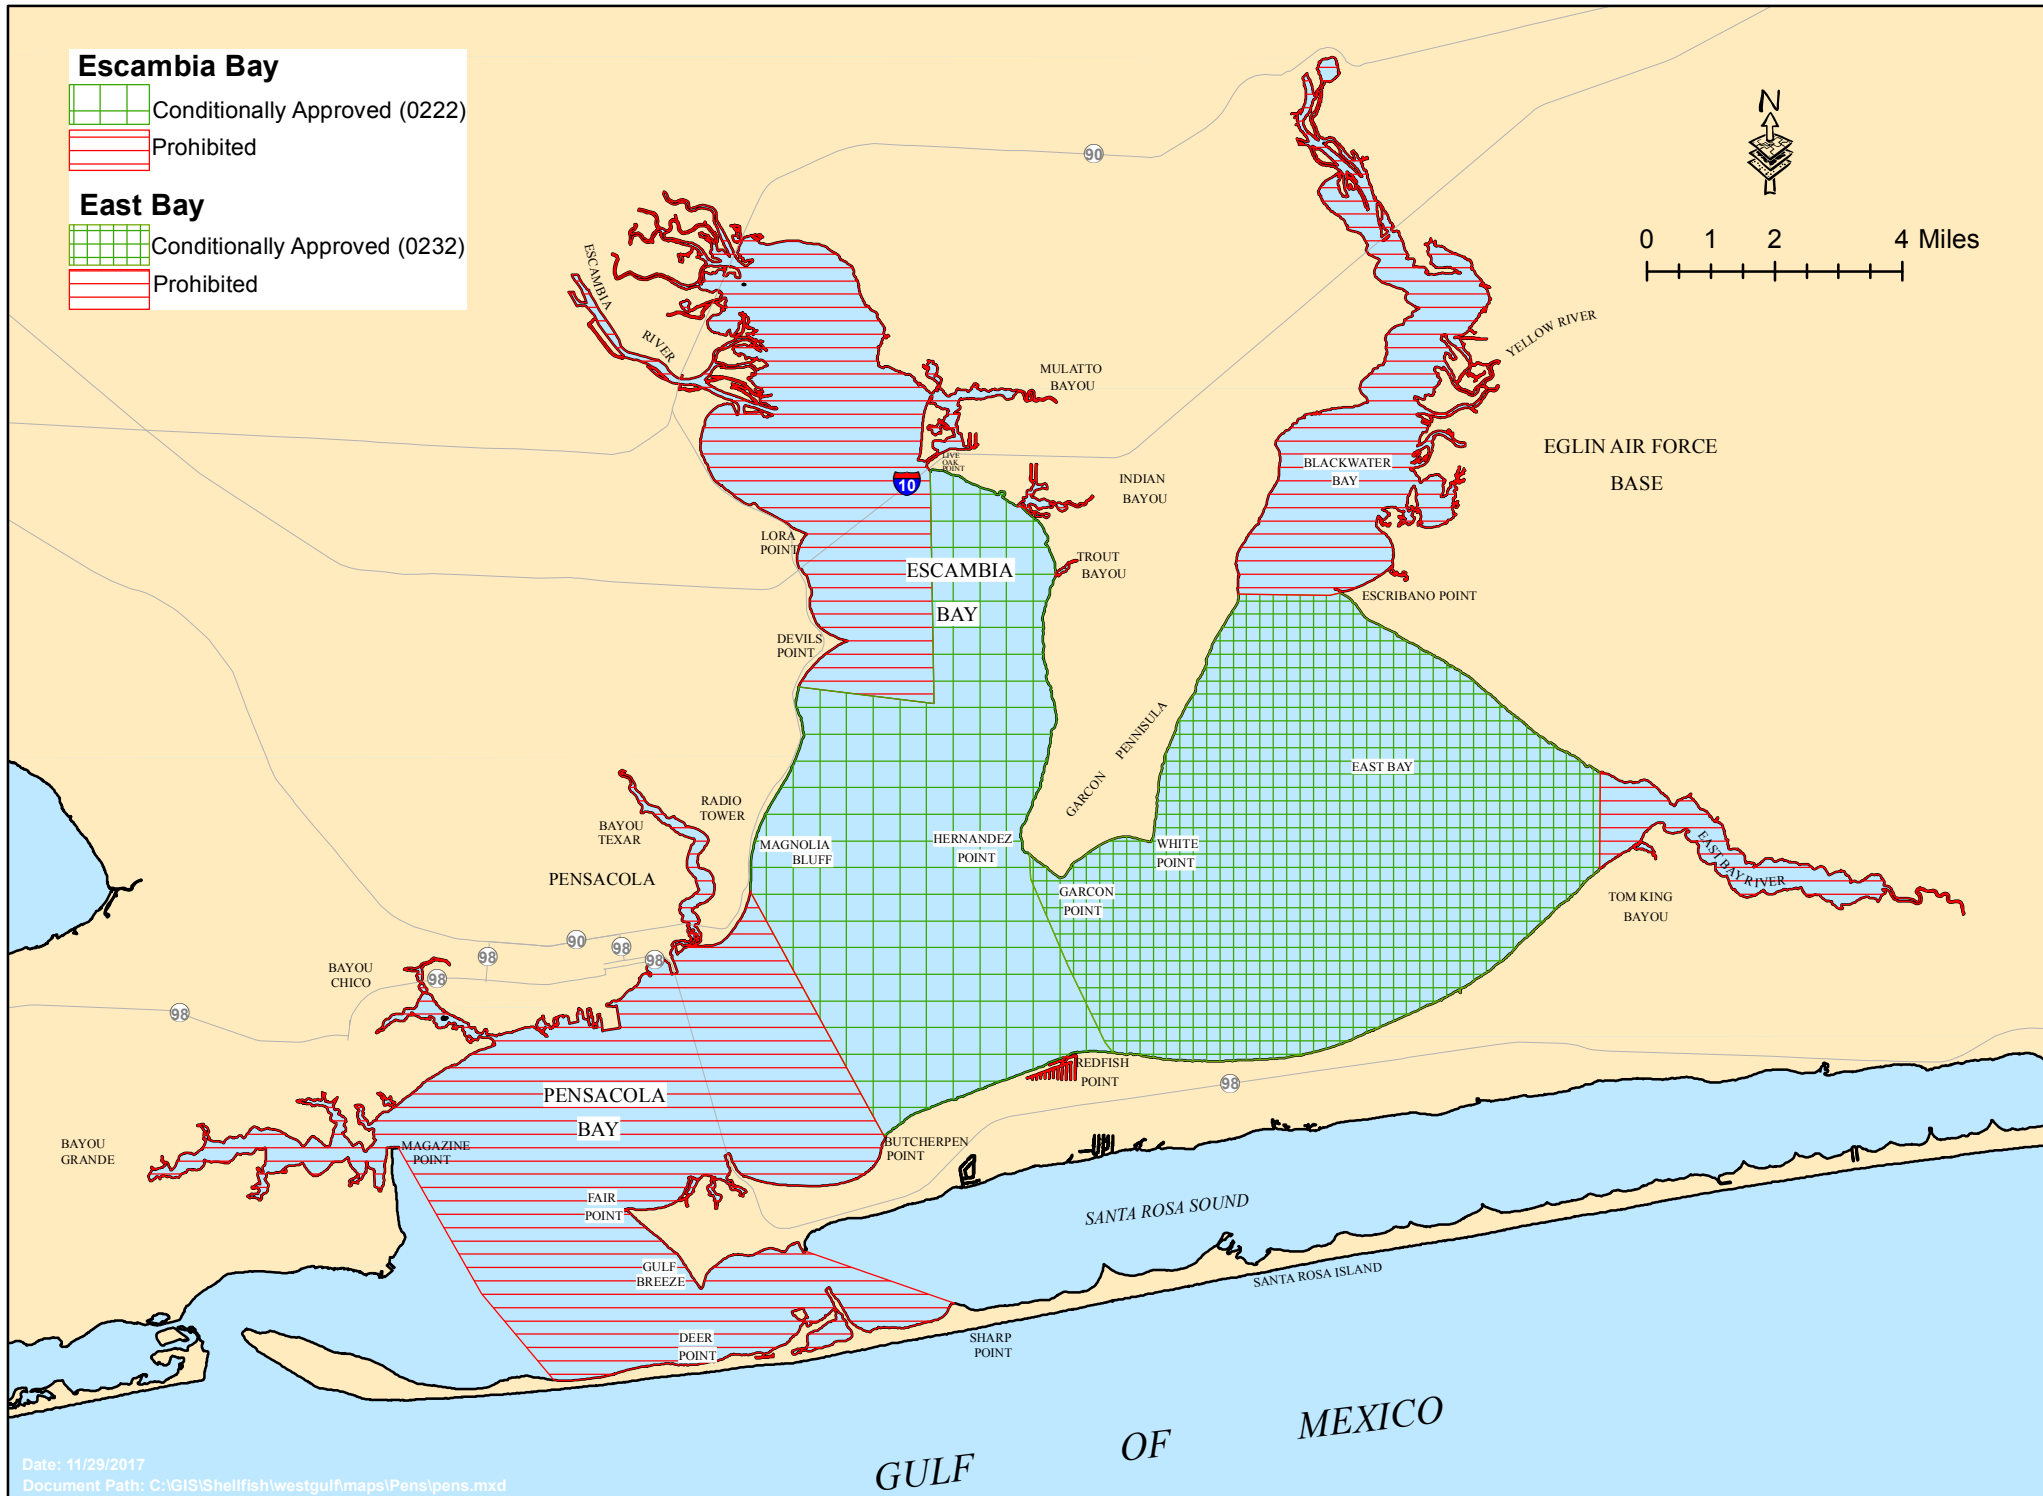 Escambia Bay
Conditionally Approved (0222)
Prohibited
East Bay
Conditionally Approved (0232)
Prohibited
N
0 1 2 4 Miles
90
ESCAMBIA
RIVER
MULATTO
BAYOU
YELLOW RIVER
EGLIN AIR FORCE
BASE
LIVE
OAK
POINT
10
INDIAN
BAYOU
BLACKWATER
BAY
LORA
POINT
TROUT
BAYOU
ESCAMBIA
BAY
ESCRIBANO POINT
DEVILS
POINT
GARCON PENNISULA
EAST BAY
RADIO
TOWER
BAYOU
TEXAR
MAGNOLIA
BLUFF
HERNANDEZ
POINT
WHITE
POINT
PENSACOLA
GARCON
POINT
EAST BAY RIVER
TOM KING
BAYOU
90
98
98
98
98
98
BAYOU
CHICO
REDFISH
POINT
98
PENSACOLA
BAY
BAYOU
GRANDE
MAGAZINE
POINT
BUTCHERPEN
POINT
FAIR
POINT
SANTA ROSA SOUND
GULF
BREEZE
SANTA ROSA ISLAND
DEER
POINT
SHARP
POINT
GULF OF MEXICO
Date: 11/29/2017
Document Path: C:\GIS\Shellfish\westgulf\maps\Pens\pens.mxd